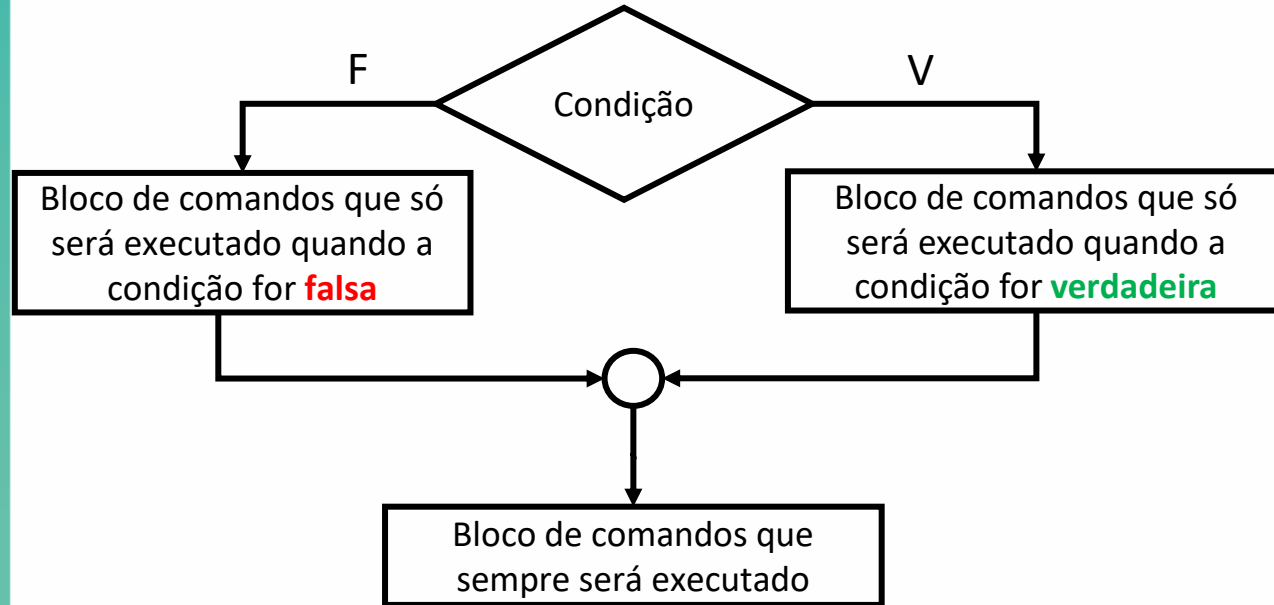 F
V
Condição
Bloco de comandos que só
será executado quando a
condição for falsa
Bloco de comandos que só
será executado quando a
condição for verdadeira
Bloco de comandos que
sempre será executado